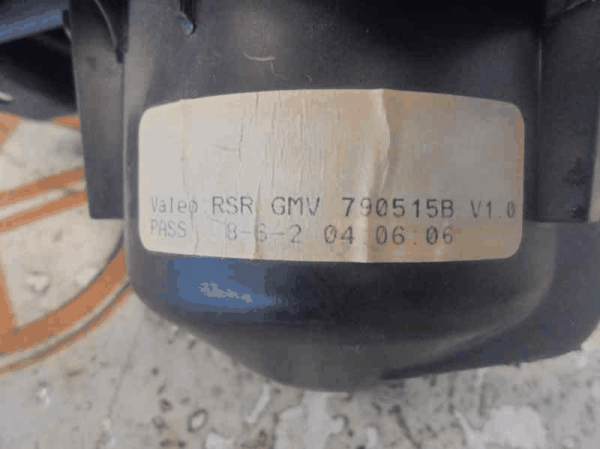 Valeo RSR GMV 790515B V1.0
PASS 8-6-2 04.06.06